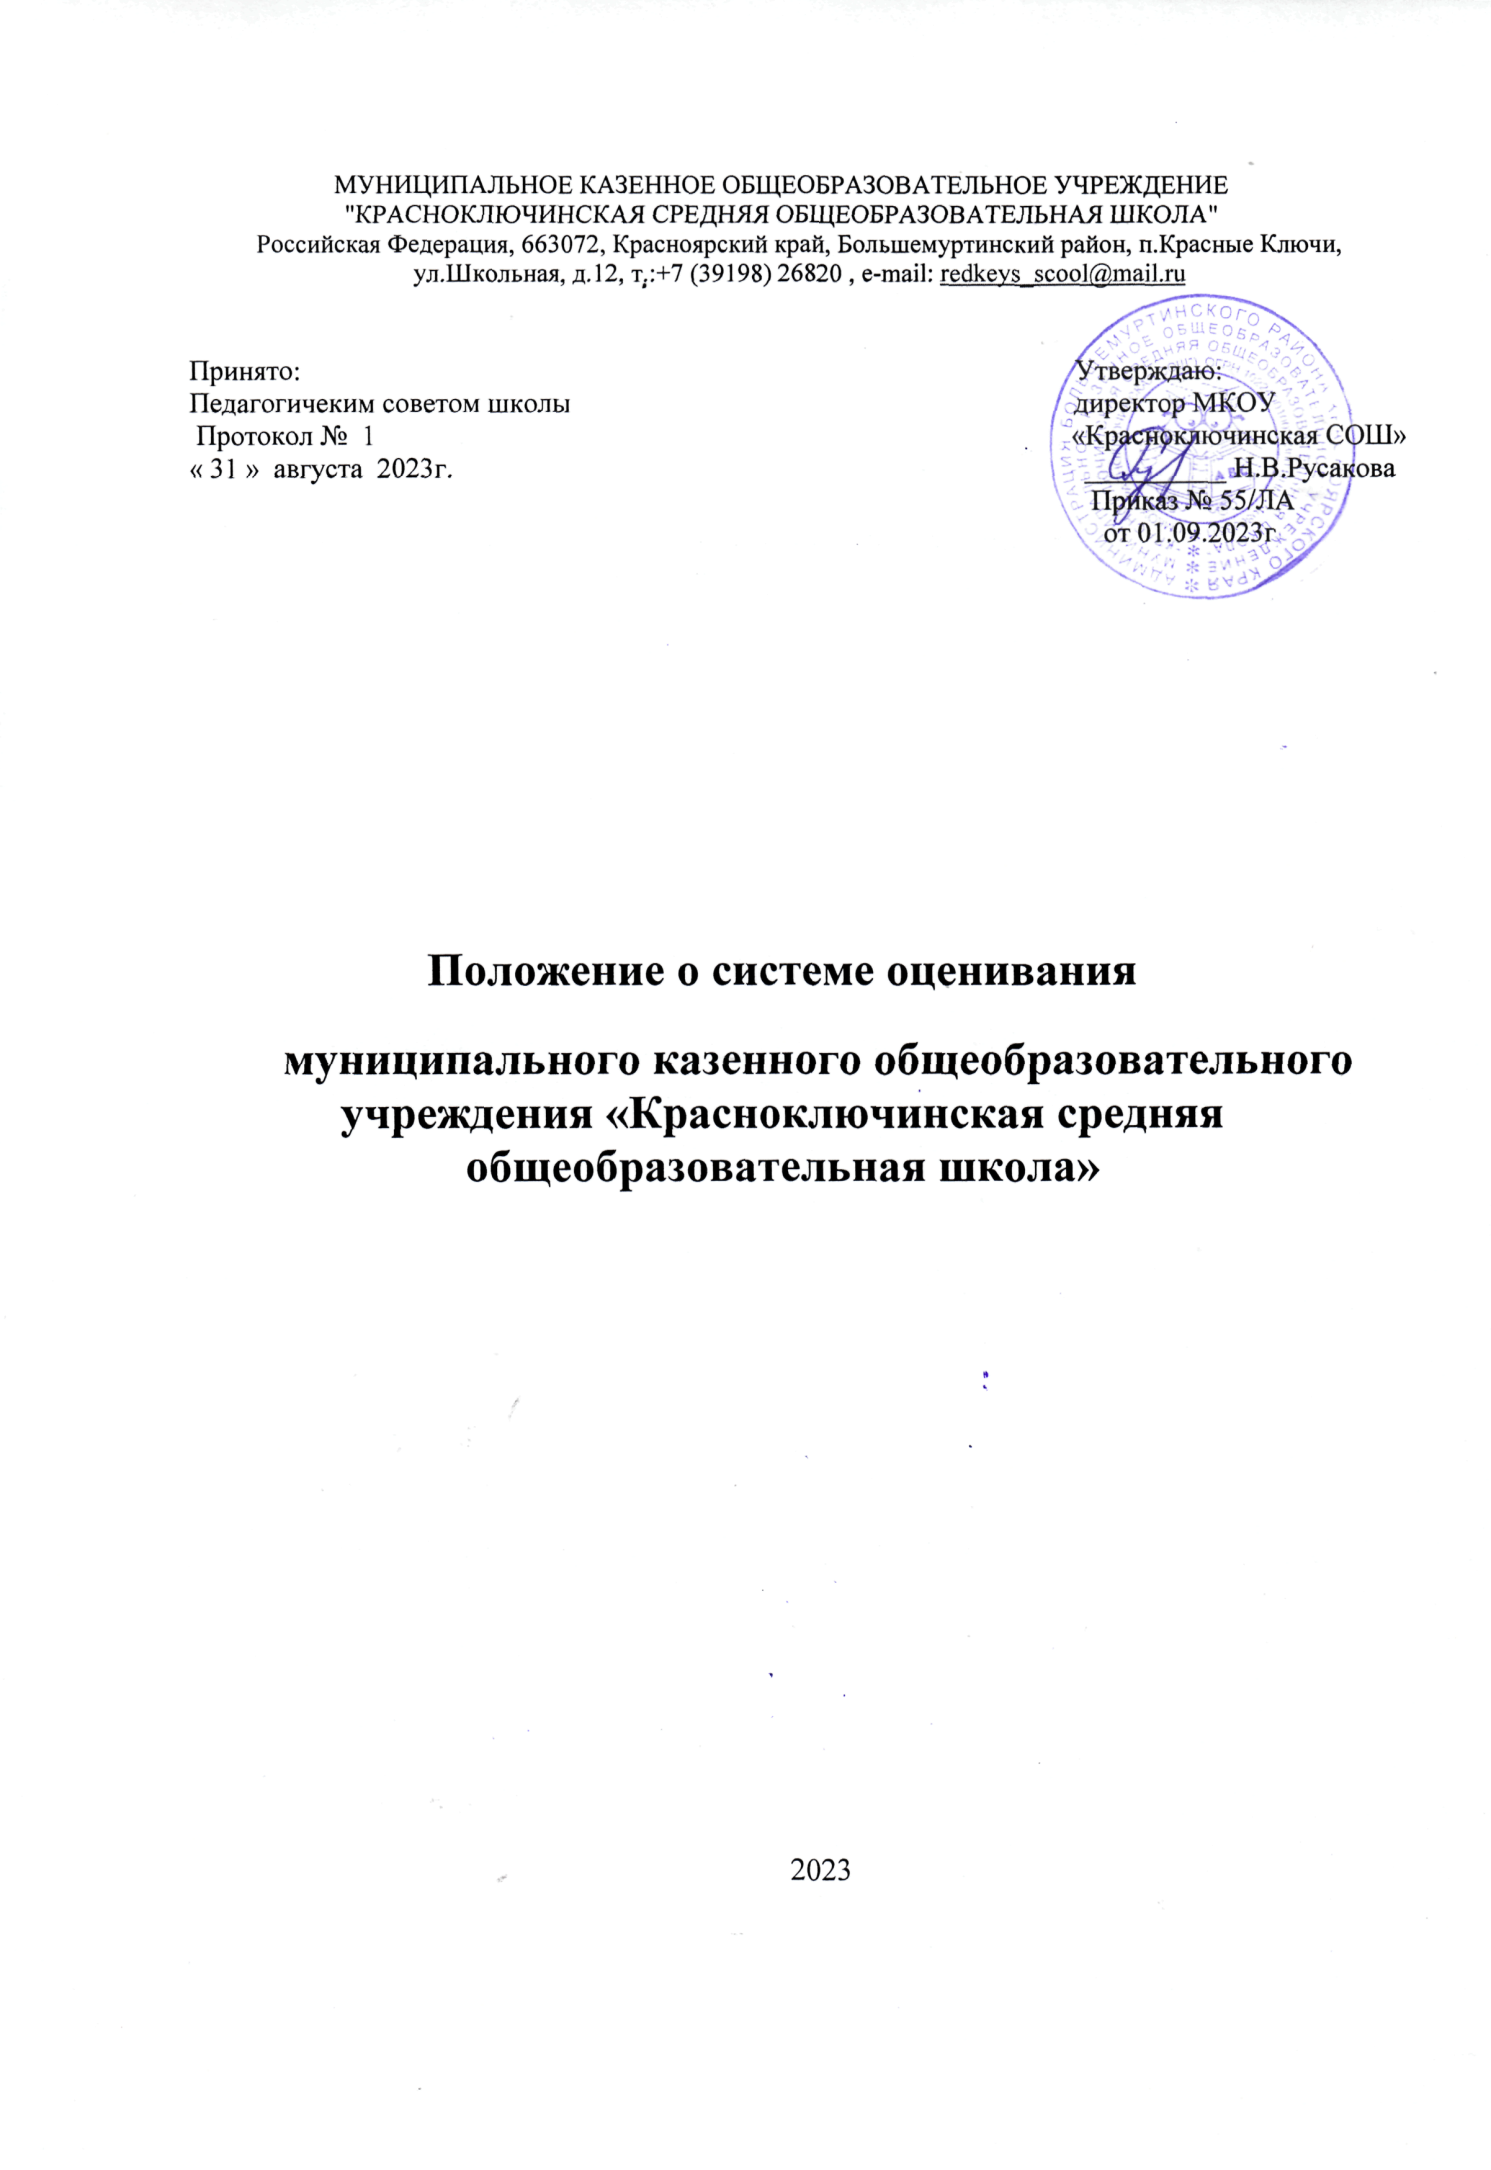 МУНИЦИПАЛЬНОЕ КАЗЕННОЕ ОБЩЕОБРАЗОВАТЕЛЬНОЕ УЧРЕЖДЕНИЕ
"КРАСНОКЛЮЧИНСКАЯ СРЕДНЯЯ ОБЩЕОБРАЗОВАТЕЛЬНАЯ ШКОЛА"
Российская Федерация, 663072, Красноярский край, Большемуртинский район, п.Красные Ключи,
ул.Школьная, д.12, т.:+7 (39198) 26820 , e-mail: redkeys_scool@mail.ru
Принято:
Педагогичеким советом школы
Протокол № 1
« 31 » августа 2023г.
Утверждаю:
директор МКОУ
«Красноключинская СОШ»
__________Н.В.Русакова
Приказ № 55/ЛА
от 01.09.2023г
Положение о системе оценивания
муниципального казенного общеобразовательного
учреждения «Красноключинская средняя
общеобразовательная школа»
2023